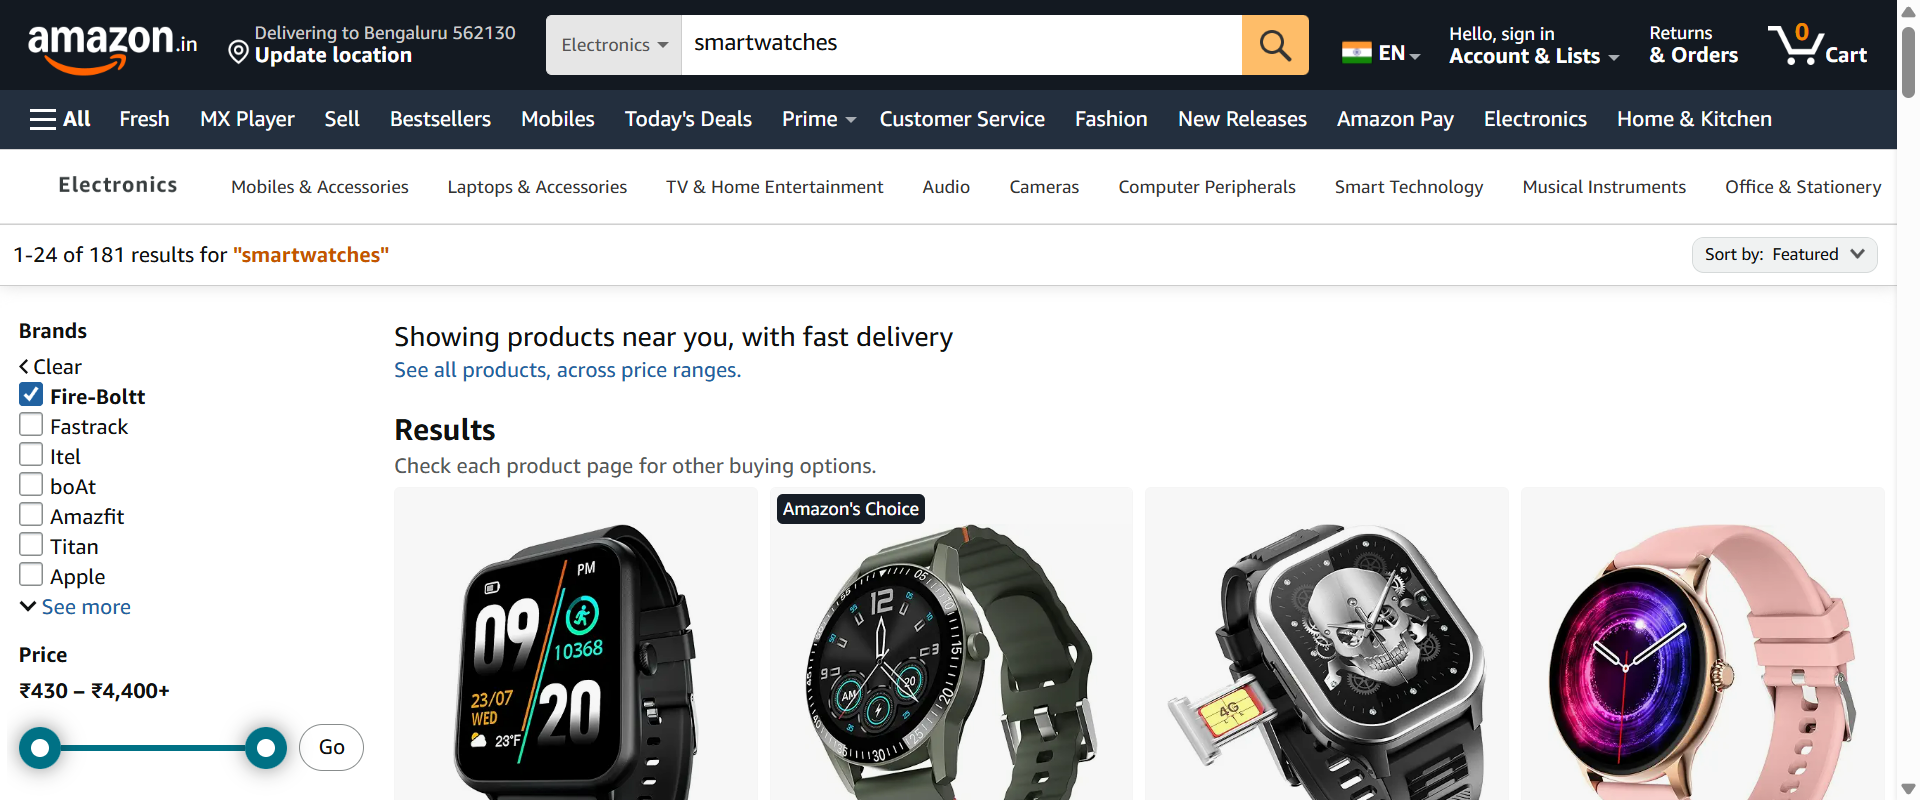 amazon.in
Delivering to Bengaluru 562130
Update location
Electronics
smartwatches
EN
Hello, sign in
Account & Lists
Returns
& Orders
0
Cart
All
Fresh
MX Player
Sell
Bestsellers
Mobiles
Today's Deals
Prime
Customer Service
Fashion
New Releases
Amazon Pay
Electronics
Home & Kitchen
Electronics
Mobiles & Accessories
Laptops & Accessories
TV & Home Entertainment
Audio
Cameras
Computer Peripherals
Smart Technology
Musical Instruments
Office & Stationery
1-24 of 181 results for "smartwatches"
Sort by: Featured
Brands
Clear
Fire-Boltt
Fastrack
Itel
boAt
Amazfit
Titan
Apple
See more
Price
₹430 – ₹4,400+
Go
Showing products near you, with fast delivery
See all products, across price ranges.
Results
Check each product page for other buying options.
PM
09
10368
23/07
WED
20
23°F
Amazon's Choice
05
12
10
15
20
25
30
AM
20
4G